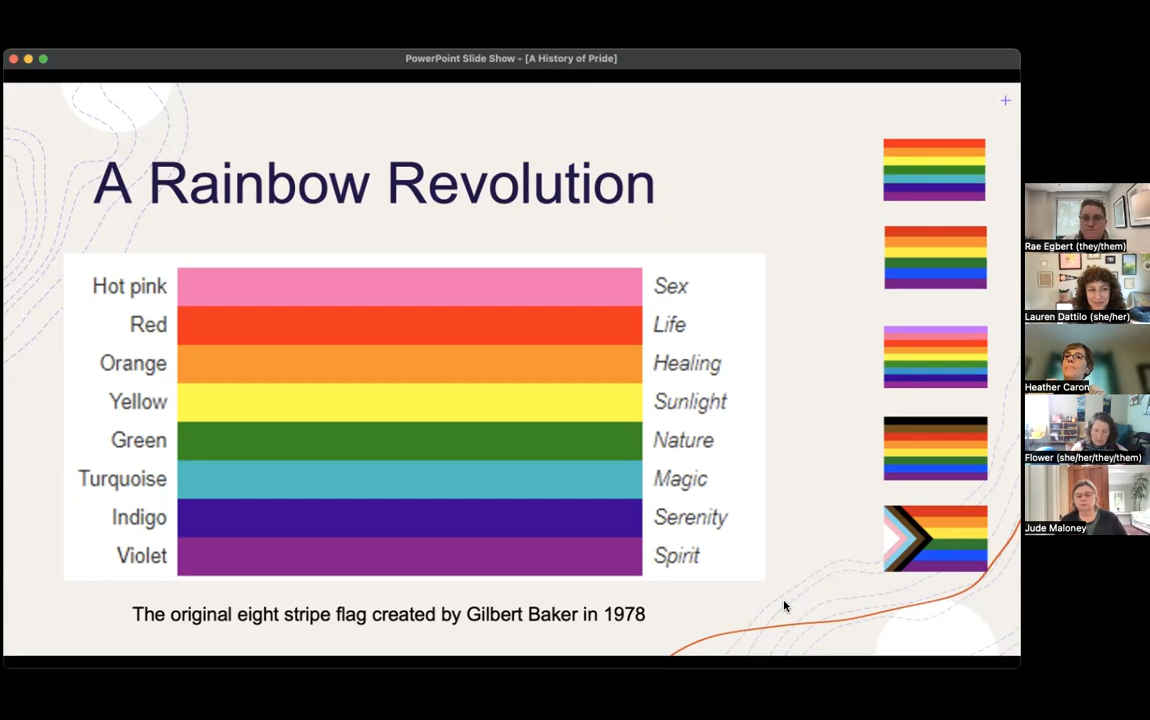 PowerPoint Slide Show - [A History of Pride]
A Rainbow Revolution
Hot pink Sex
Red Life
Orange Healing
Yellow Sunlight
Green Nature
Turquoise Magic
Indigo Serenity
Violet Spirit
The original eight stripe flag created by Gilbert Baker in 1978
Rae Egbert (they/them)
Lauren Dattilo (she/her)
Heather Caron
Flower (she/her/they/them)
Jude Maloney